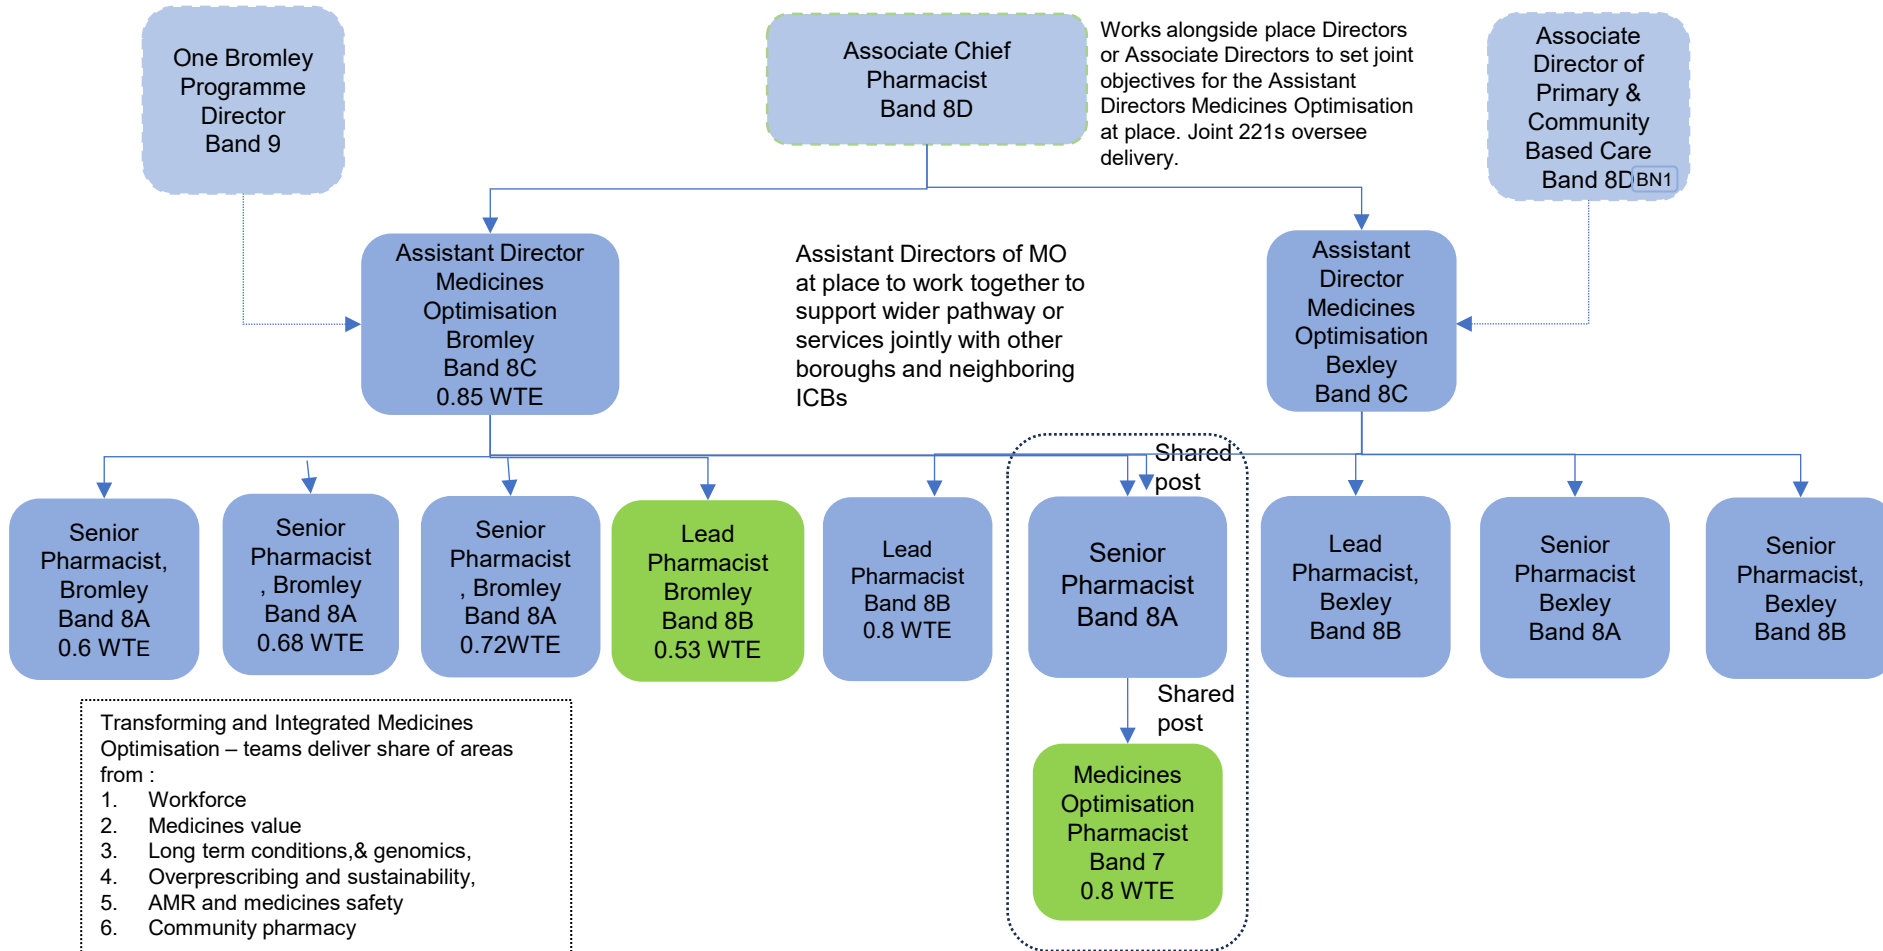 One Bromley
Programme
Director
Band 9
Associate Chief
Pharmacist
Band 8D
Works alongside place Directors
or Associate Directors to set joint
objectives for the Assistant
Directors Medicines Optimisation
at place. Joint 221s oversee
delivery.
Associate
Director of
Primary &
Community
Based Care
Band 8D
BN1
Assistant Director
Medicines
Optimisation
Bromley
Band 8C
0.85 WTE
Assistant Directors of MO
at place to work together to
support wider pathway or
services jointly with other
boroughs and neighboring
ICBs
Assistant
Director
Medicines
Optimisation
Bexley
Band 8C
Shared
post
Senior
Pharmacist,
Bromley
Band 8A
0.6 WTE
Senior
Pharmacist
, Bromley
Band 8A
0.68 WTE
Senior
Pharmacist
, Bromley
Band 8A
0.72WTE
Lead
Pharmacist
Bromley
Band 8B
0.53 WTE
Lead
Pharmacist
Band 8B
0.8 WTE
Senior
Pharmacist
Band 8A
Lead
Pharmacist,
Bexley
Band 8B
Senior
Pharmacist
Bexley
Band 8A
Senior
Pharmacist,
Bexley
Band 8B
Shared
post
Medicines
Optimisation
Pharmacist
Band 7
0.8 WTE
Transforming and Integrated Medicines
Optimisation – teams deliver share of areas
from :
1. Workforce
2. Medicines value
3. Long term conditions,& genomics,
4. Overprescribing and sustainability,
5. AMR and medicines safety
6. Community pharmacy